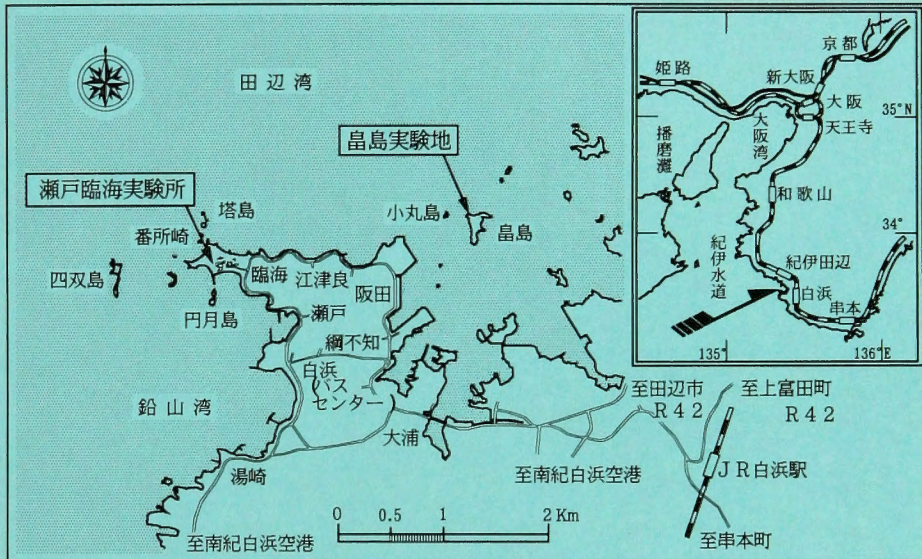 田辺湾
畠島実験地
瀬戸臨海実験所
塔島
番所崎
四双島
円月島
臨海
江津良
瀬戸
阪田
綱不知
白浜
バス
センター
小丸島
畠島
鉛山湾
湯崎
大浦
至南紀白浜空港
0 0.5 1 2 Km
至田辺市
R42
至上富田町
R42
至南紀白浜空港
JR白浜駅
至串本町
京都
姫路
新大阪
大阪
天王寺
35°N
播磨灘
大阪湾
和歌山
34°
紀伊水道
紀伊田辺
白浜
串本
135°
136°E